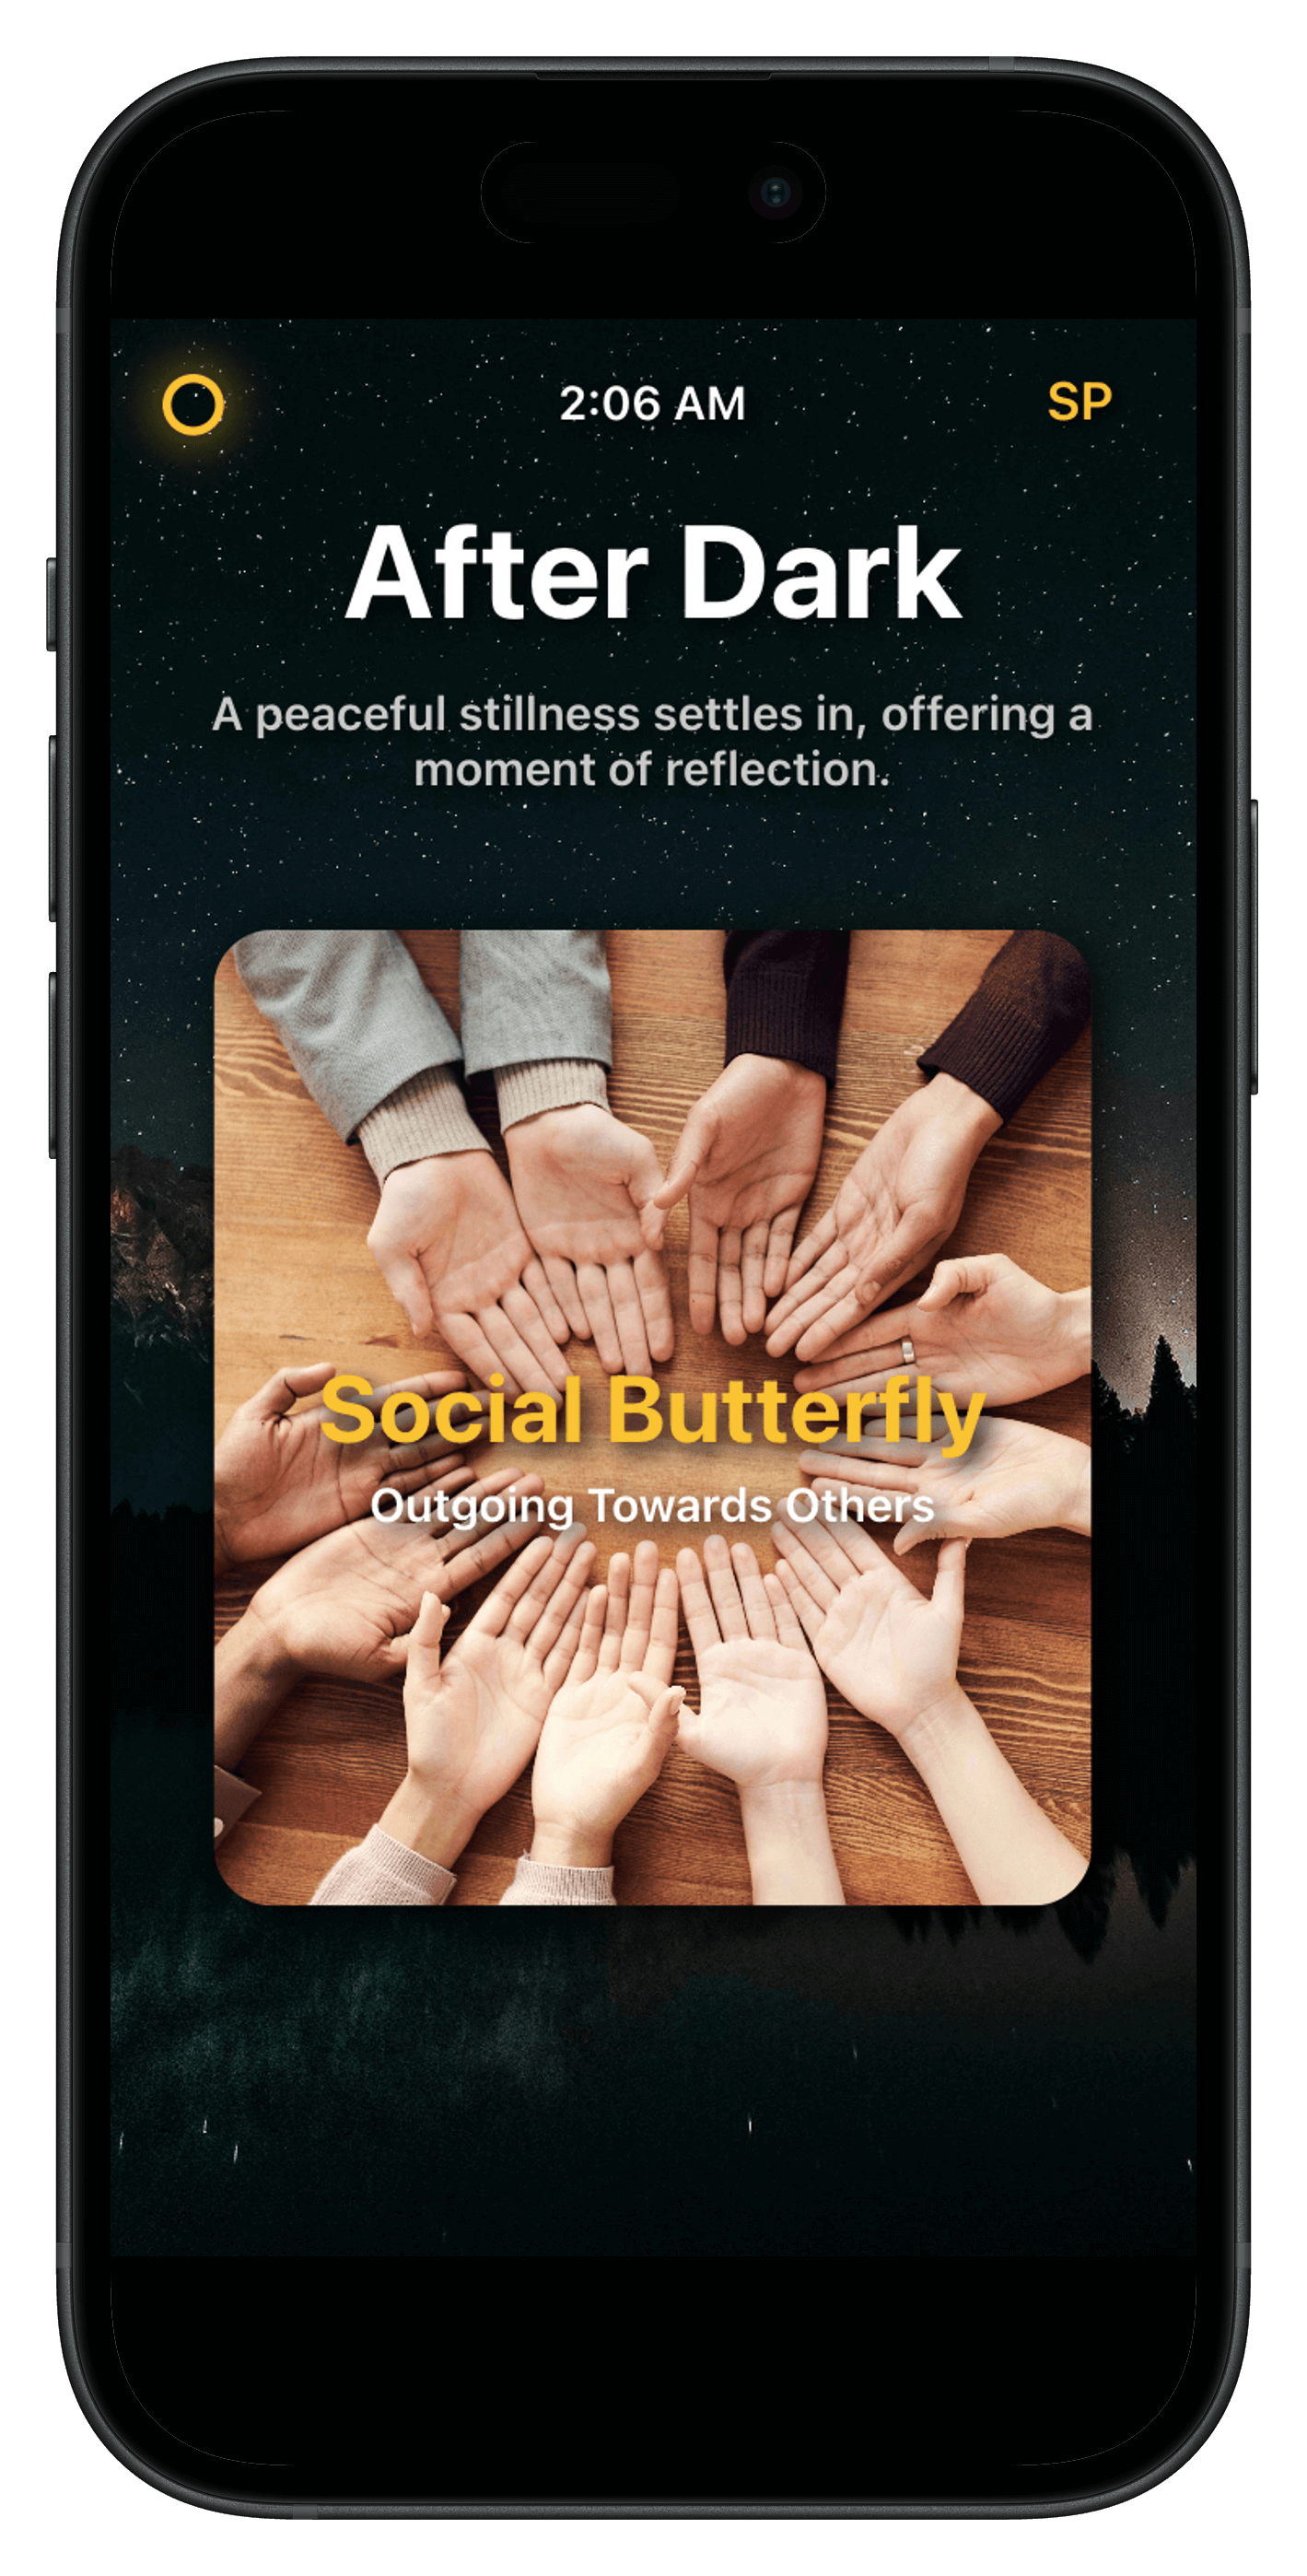 2:06 AM
SP
After Dark
A peaceful stillness settles in, offering a
moment of reflection.
Social Butterfly
Outgoing Towards Others